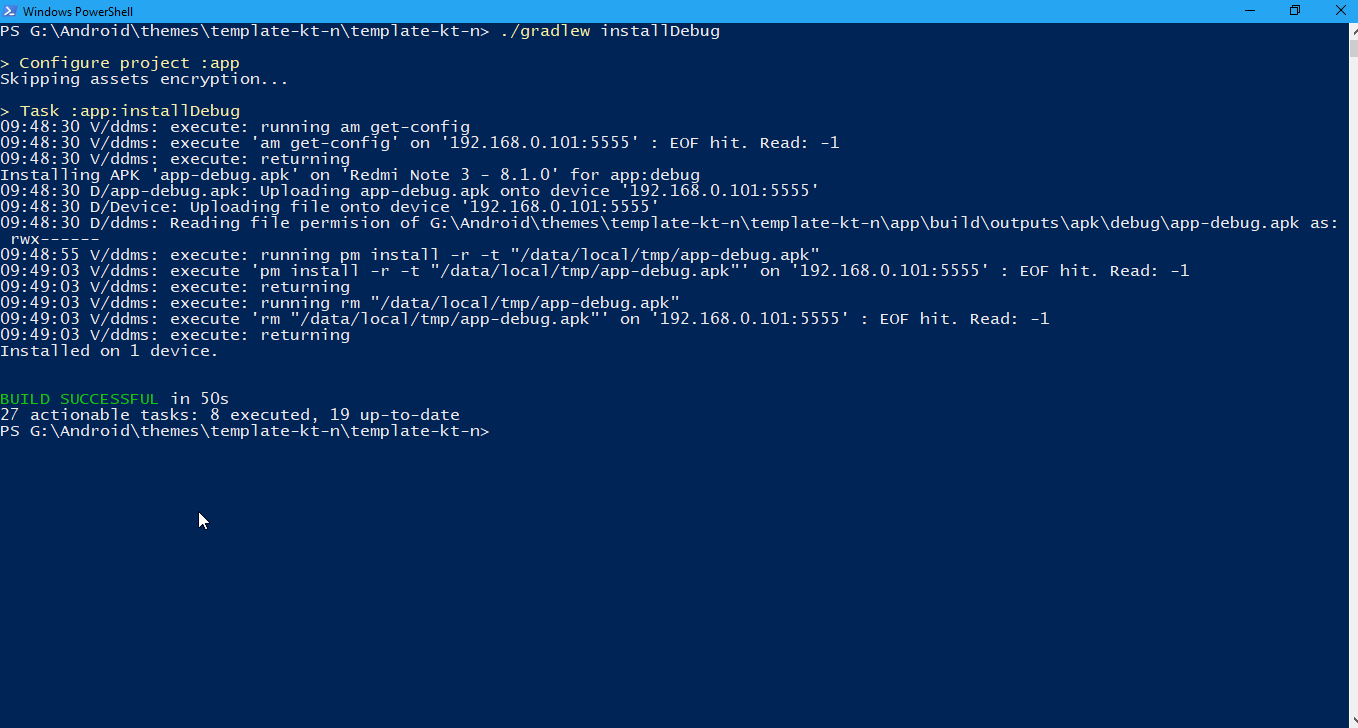 Windows PowerShell
PS G:\Android\themes\template-kt-n\template-kt-n> ./gradlew installDebug
> Configure project :app
Skipping assets encryption...
> Task :app:installDebug
09:48:30 V/ddms: execute: running am get-config
09:48:30 V/ddms: execute 'am get-config' on '192.168.0.101:5555' : EOF hit. Read: -1
09:48:30 V/ddms: execute: returning
Installing APK 'app-debug.apk' on 'Redmi Note 3 - 8.1.0' for app:debug
09:48:30 D/app-debug.apk: Uploading app-debug.apk onto device '192.168.0.101:5555'
09:48:30 D/Device: Uploading file onto device '192.168.0.101:5555'
09:48:30 D/ddms: Reading file permision of G:\Android\themes\template-kt-n\template-kt-n\app\build\outputs\apk\debug\app-debug.apk as:
rwx------
09:48:55 V/ddms: execute: running pm install -r -t "/data/local/tmp/app-debug.apk"
09:49:03 V/ddms: execute 'pm install -r -t "/data/local/tmp/app-debug.apk"' on '192.168.0.101:5555' : EOF hit. Read: -1
09:49:03 V/ddms: execute: returning
09:49:03 V/ddms: execute: running rm "/data/local/tmp/app-debug.apk"
09:49:03 V/ddms: execute 'rm "/data/local/tmp/app-debug.apk"' on '192.168.0.101:5555' : EOF hit. Read: -1
09:49:03 V/ddms: execute: returning
Installed on 1 device.
BUILD SUCCESSFUL in 50s
27 actionable tasks: 8 executed, 19 up-to-date
PS G:\Android\themes\template-kt-n\template-kt-n>